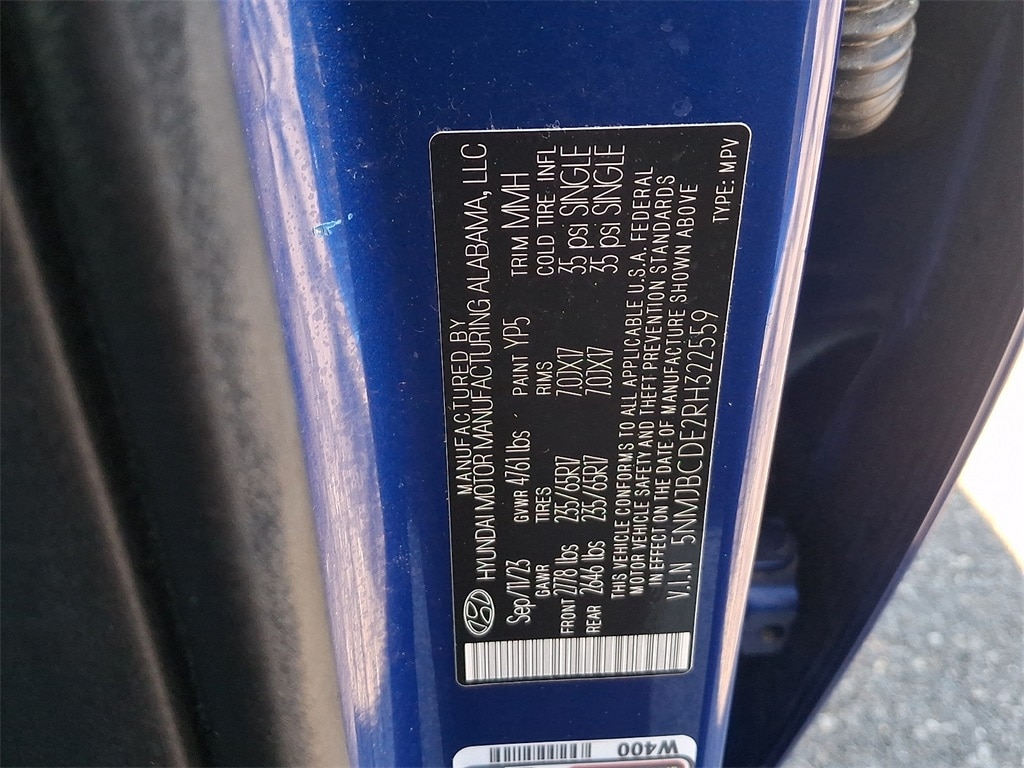 MANUFACTURED BY
HYUNDAI MOTOR MANUFACTURING ALABAMA, LLC
Sep/11/23 GVWR 4761 lbs PAINT YP5 TRIM MMH
GAWR TIRES RIMS COLD TIRE INFL
FRONT 2778 lbs 235/65R17 7.0JX17 35 psi SINGLE
REAR 2646 lbs 235/65R17 7.0JX17 35 psi SINGLE
THIS VEHICLE CONFORMS TO ALL APPLICABLE U.S.A. FEDERAL
MOTOR VEHICLE SAFETY AND THEFT PREVENTION STANDARDS
IN EFFECT ON THE DATE OF MANUFACTURE SHOWN ABOVE
V.I.N 5NMJBCDE2RH322559
TYPE: MPV
W400